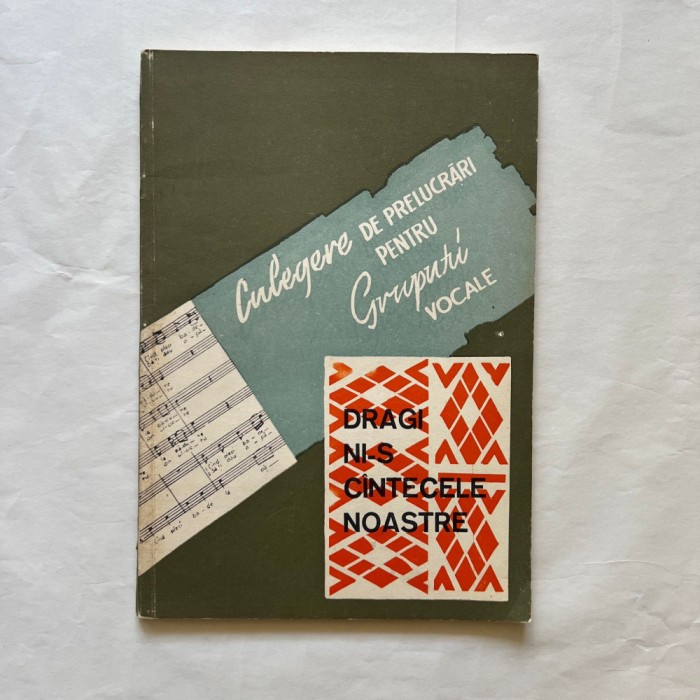 Culegere DE PRELUCRĂRI
PENTRU
Grupuri
VOCALE
DRAGI
NI-S
CÎNTECELE
NOASTRE